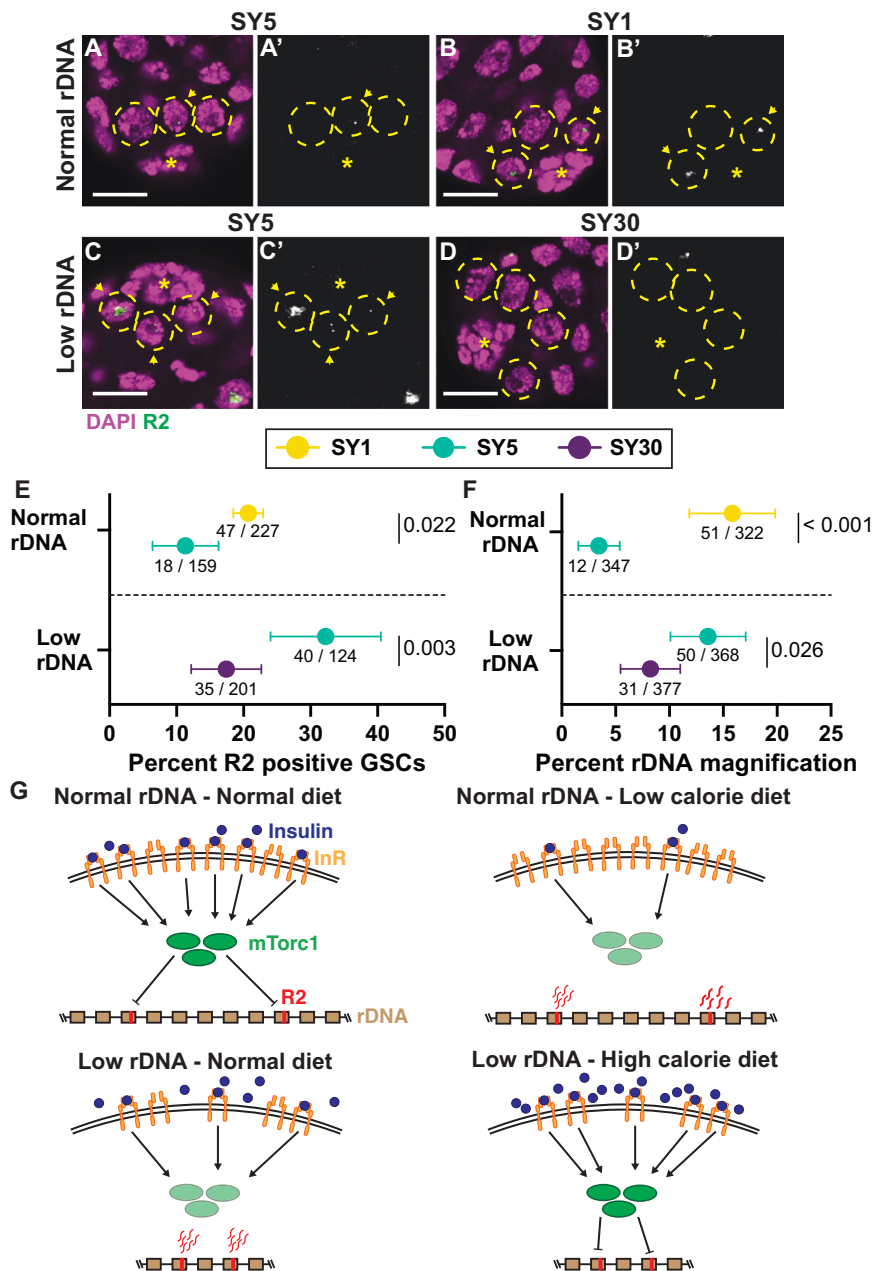 SY5
SY1
Normal rDNA
A
A'
B
B'
*
*
*
*
SY5
SY30
Low rDNA
C
C'
D
D'
*
*
*
*
DAPI R2
SY1
SY5
SY30
E
Normal
rDNA
47 / 227
18 / 159
0.022
Low
rDNA
40 / 124
35 / 201
0.003
0
10
20
30
40
50
Percent R2 positive GSCs
F
Normal
rDNA
51 / 322
12 / 347
< 0.001
Low
rDNA
50 / 368
31 / 377
0.026
0
5
10
15
20
25
Percent rDNA magnification
G
Normal rDNA - Normal diet
Insulin
InR
mTorc1
R2
rDNA
Normal rDNA - Low calorie diet
Low rDNA - Normal diet
Low rDNA - High calorie diet